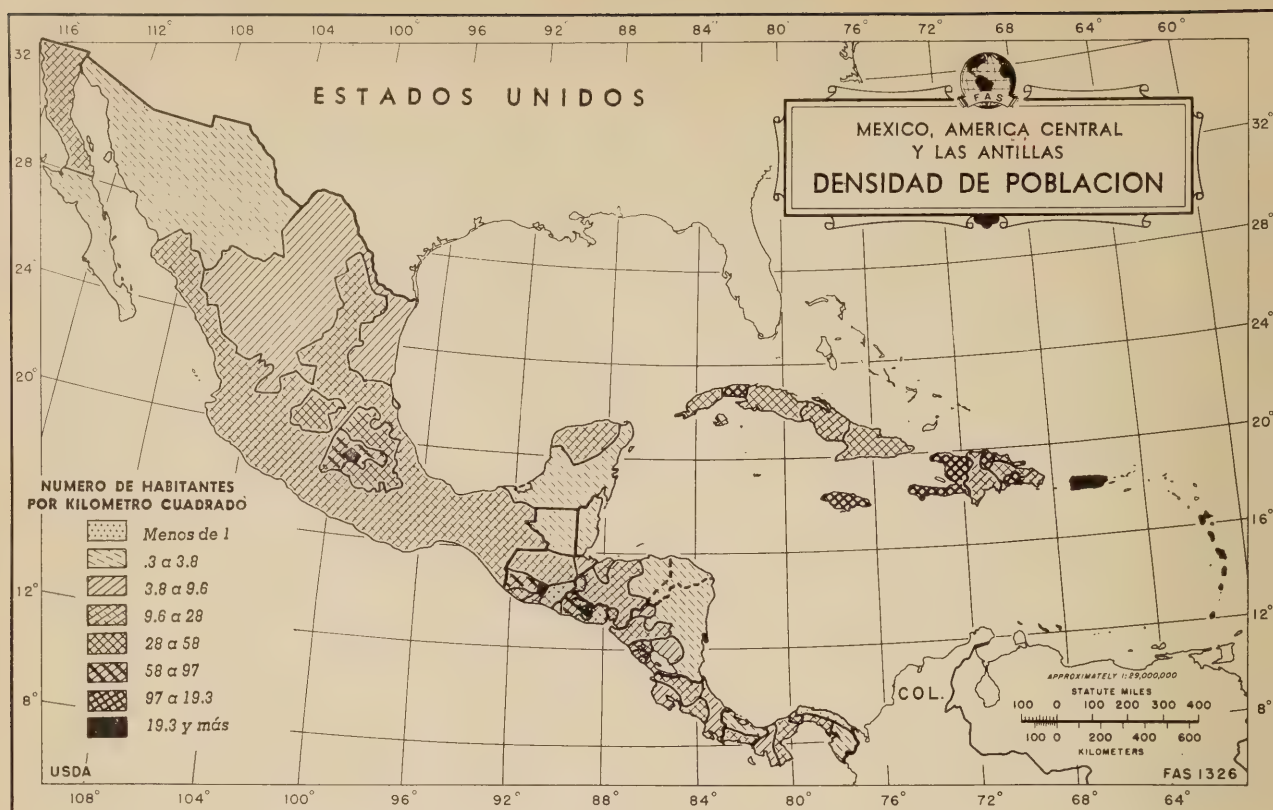 116° 112° 108° 104° 100° 96° 92° 88° 84° 80° 76° 72° 68° 64° 60°
ESTADOS UNIDOS
FAS
MEXICO, AMERICA CENTRAL
Y LAS ANTILLAS
DENSIDAD DE POBLACION
32°
28°
24°
20°
12°
8°
32°
28°
24°
20°
16°
12°
8°
NUMERO DE HABITANTES
POR KILOMETRO CUADRADO
Menos de 1
.3 a 3.8
3.8 a 9.6
9.6 a 28
28 a 58
58 a 97
97 a 19.3
19.3 y más
COL.
APPROXIMATELY 1:29,000,000
STATUTE MILES
100 0 100 200 300 400
100 0 200 400 600
KILOMETERS
USDA
FAS 1326
108° 104° 100° 96° 92° 88° 84° 80° 76° 72° 68° 64°